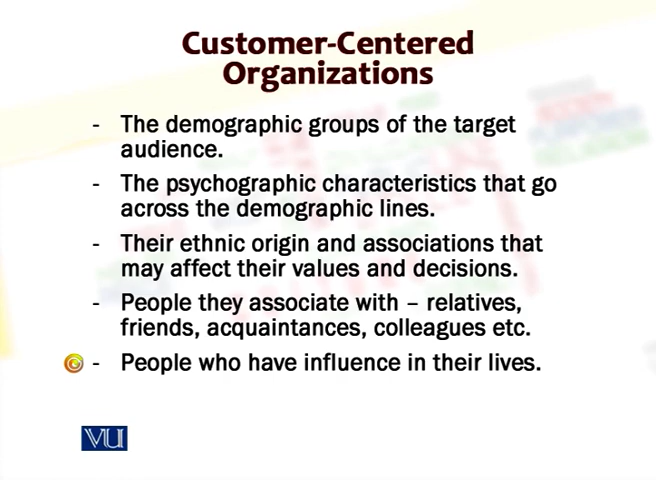 Customer-Centered
Organizations
- The demographic groups of the target
audience.
- The psychographic characteristics that go
across the demographic lines.
- Their ethnic origin and associations that
may affect their values and decisions.
- People they associate with – relatives,
friends, acquaintances, colleagues etc.
- People who have influence in their lives.
VU